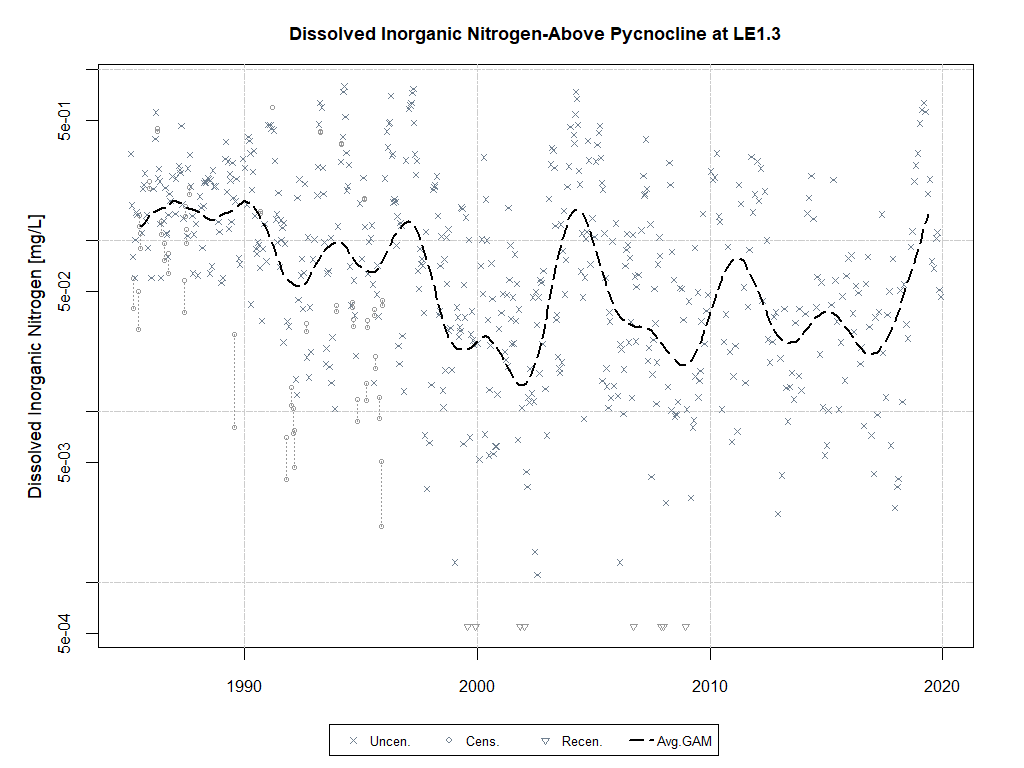 Dissolved Inorganic Nitrogen-Above Pycnocline at LE1.3
Dissolved Inorganic Nitrogen [mg/L]
5e-01
5e-02
5e-03
5e-04
1990 2000 2010 2020
Uncen. Cens. Recen. Avg.GAM